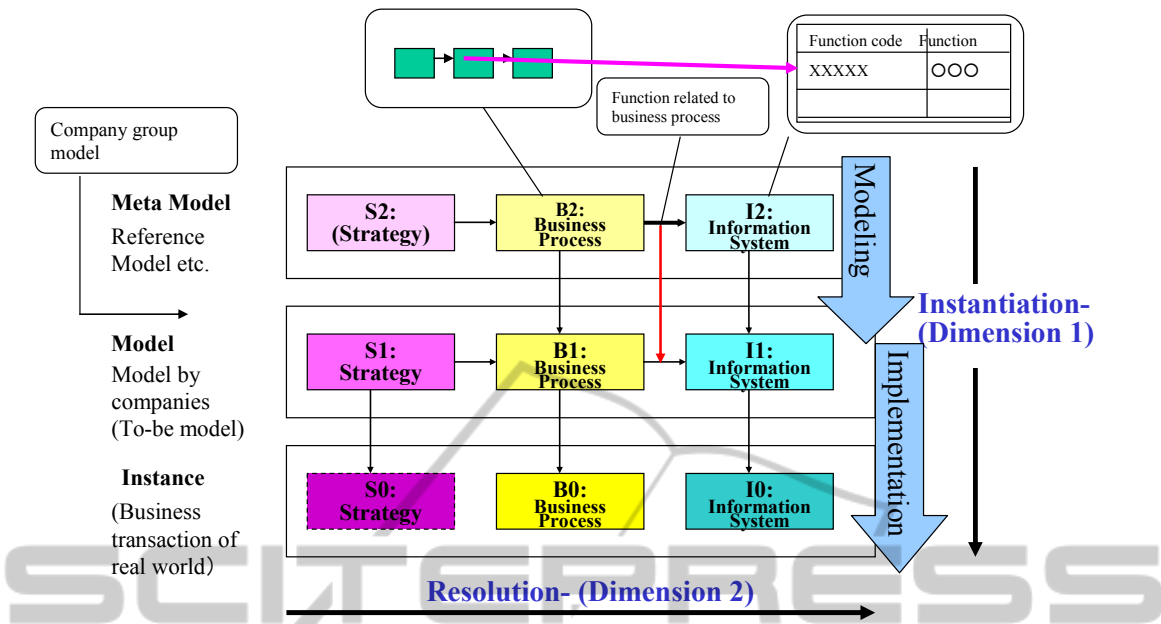 Function code Function
XXXXX ○○○
Function related to
business process
Company group
model
Meta Model
Reference
Model etc.
S2:
(Strategy)
B2:
Business
Process
I2:
Information
System
Modeling
Instantiation-
(Dimension 1)
Model
Model by
companies
(To-be model)
S1:
Strategy
B1:
Business
Process
I1:
Information
System
Implementation
Instance
(Business
transaction of
real world)
S0:
Strategy
B0:
Business
Process
I0:
Information
System
SCITEPRESS
Resolution- (Dimension 2)